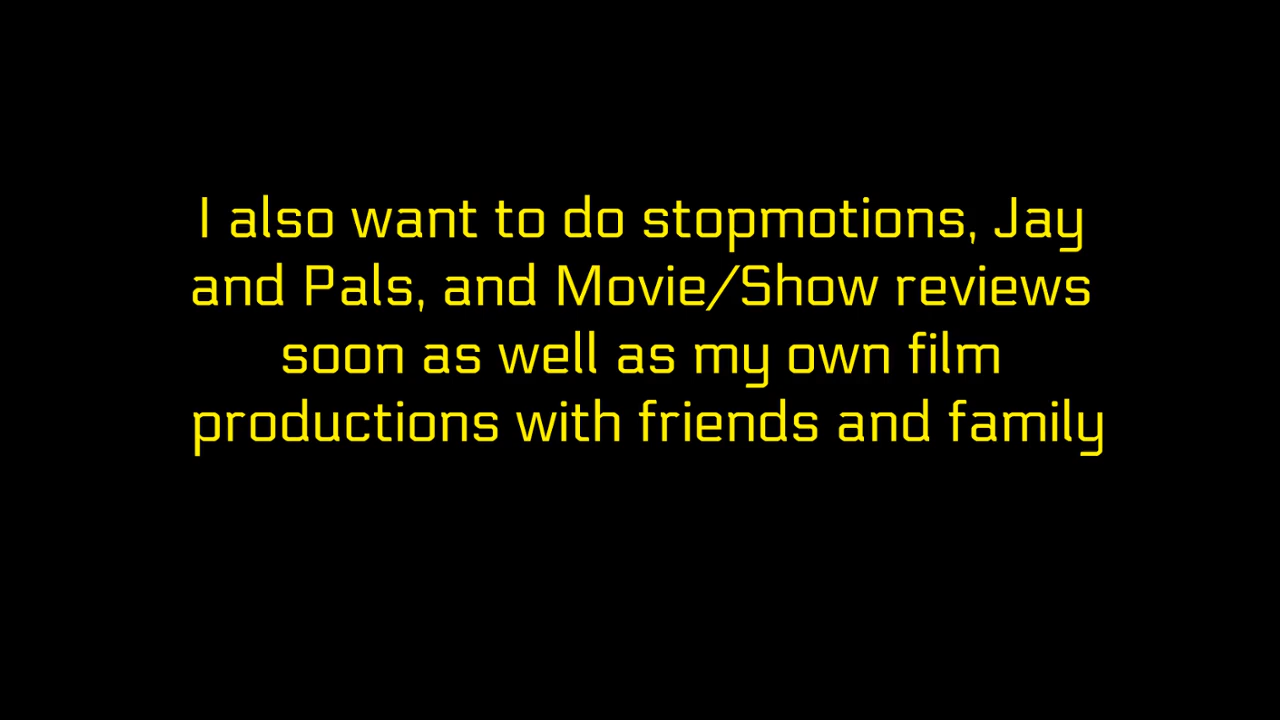 I also want to do stopmotions, Jay
and Pals, and Movie/Show reviews
soon as well as my own film
productions with friends and family